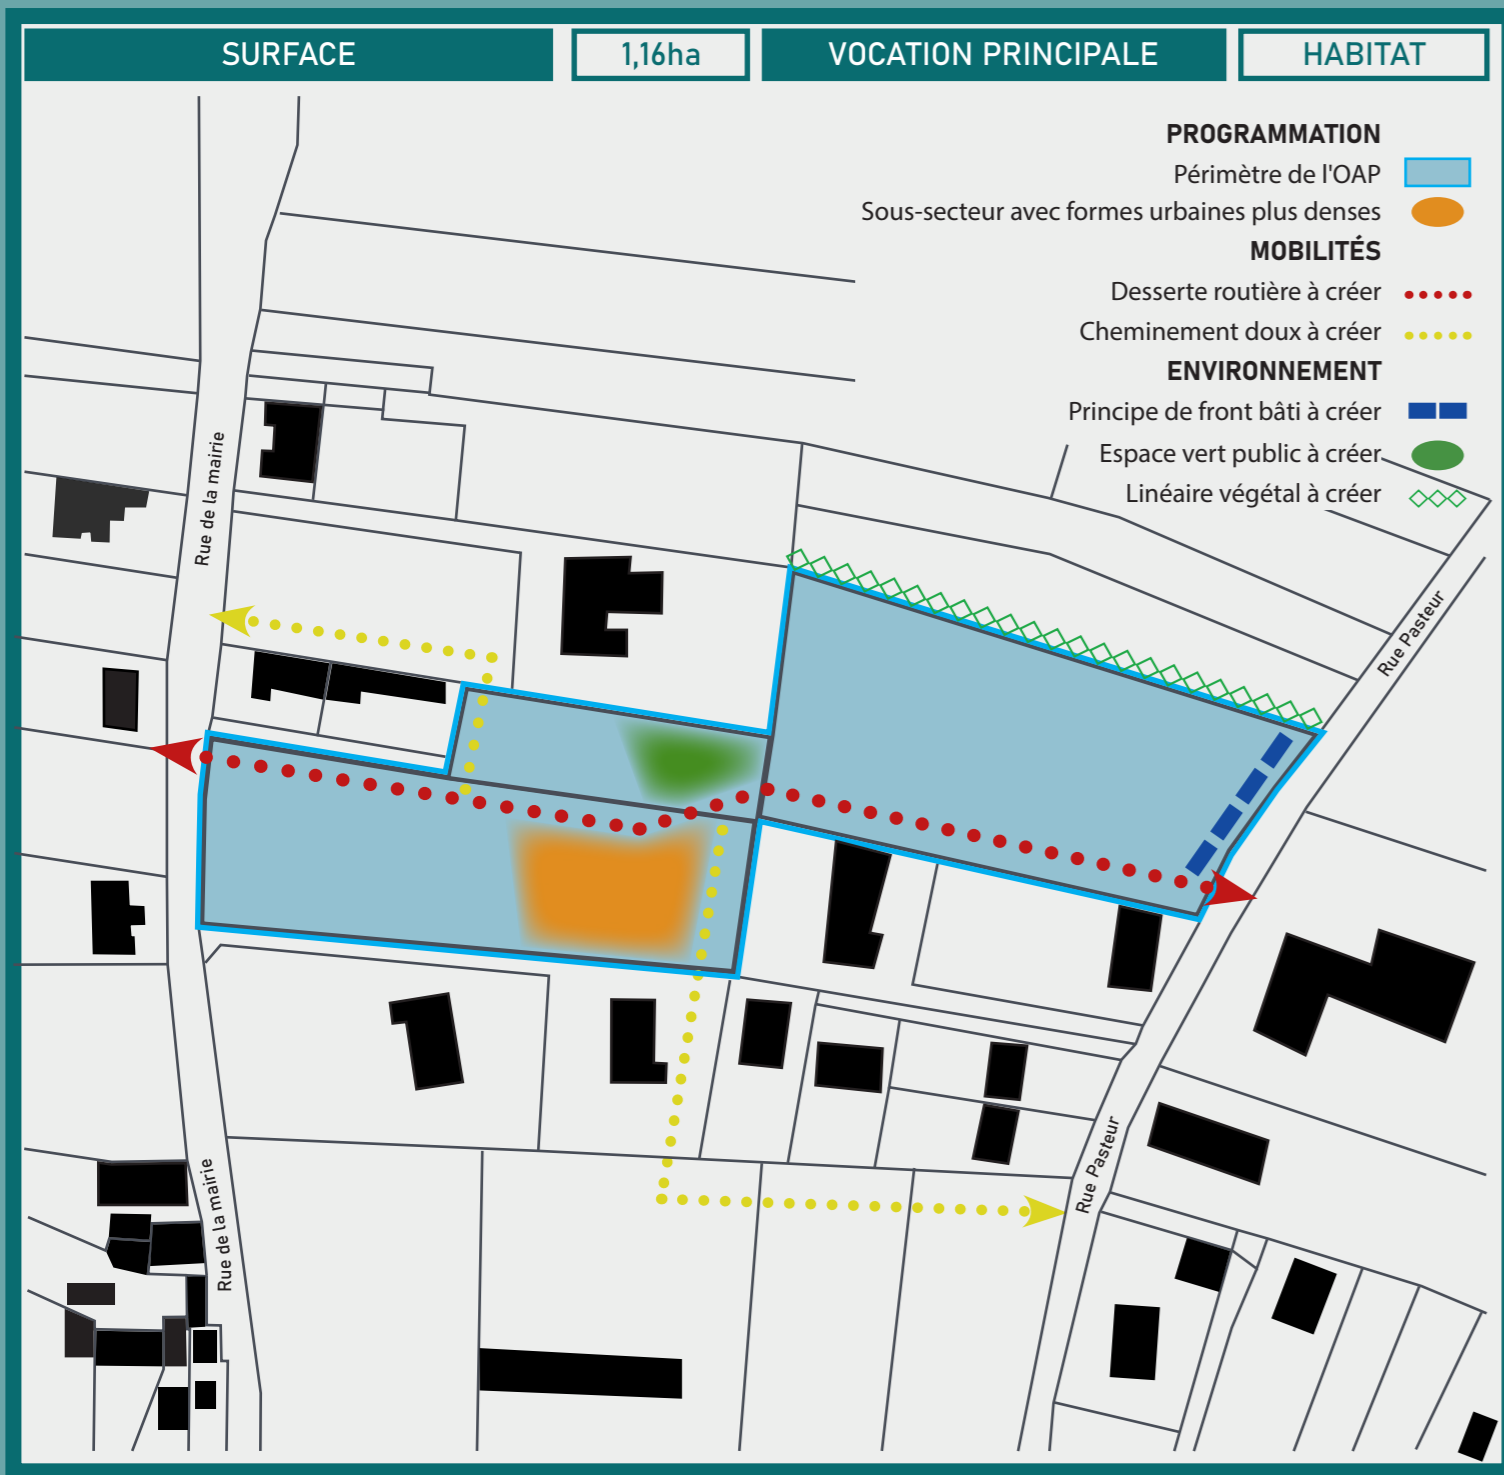 SURFACE
1,16ha
VOCATION PRINCIPALE
HABITAT
PROGRAMMATION
Périmètre de l'OAP
Sous-secteur avec formes urbaines plus denses
MOBILITÉS
Desserte routière à créer
Cheminement doux à créer
ENVIRONNEMENT
Principe de front bâti à créer
Espace vert public à créer
Linéaire végétal à créer
Rue de la mairie
Rue Pasteur
Rue Pasteur
Rue de la mairie